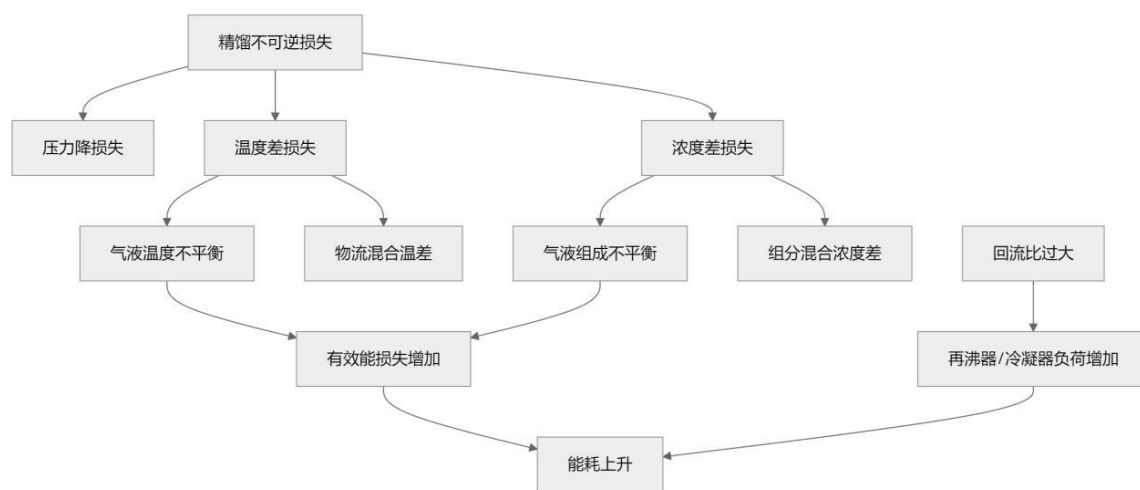 精馏不可逆损失
压力降损失
温度差损失
浓度差损失
气液温度不平衡
物流混合温差
气液组成不平衡
组分混合浓度差
回流比过大
有效能损失增加
再沸器/冷凝器负荷增加
能耗上升